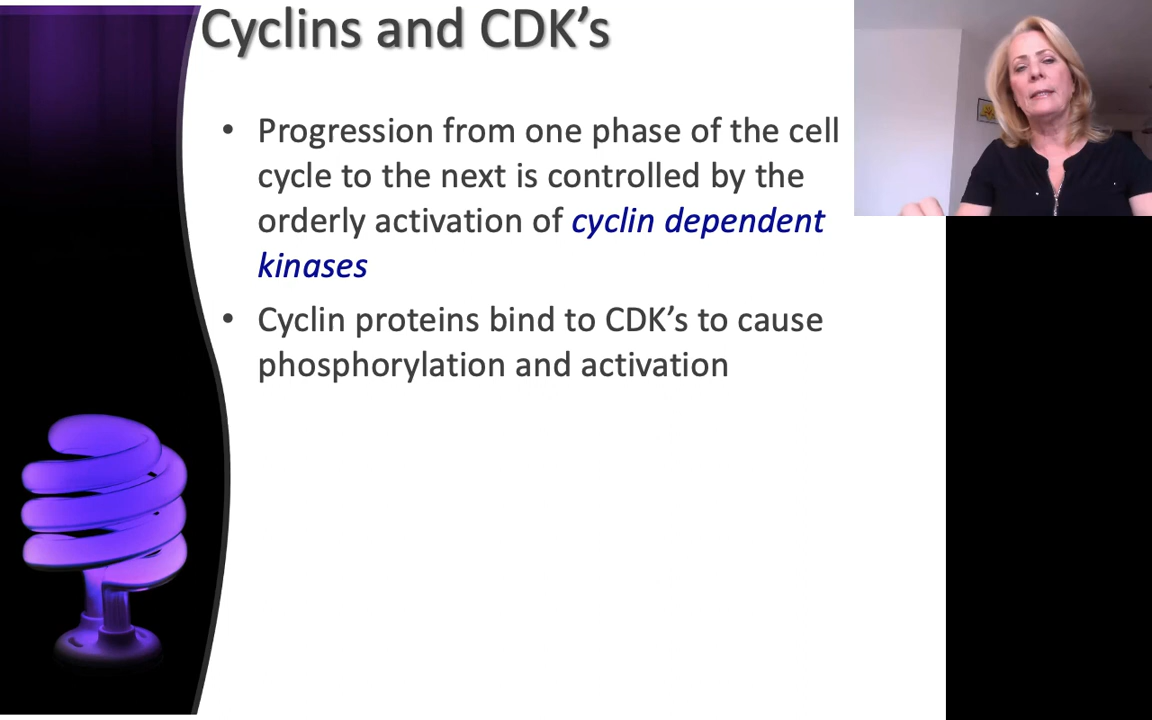 Cyclins and CDK’s
• Progression from one phase of the cell
cycle to the next is controlled by the
orderly activation of cyclin dependent
kinases
• Cyclin proteins bind to CDK’s to cause
phosphorylation and activation